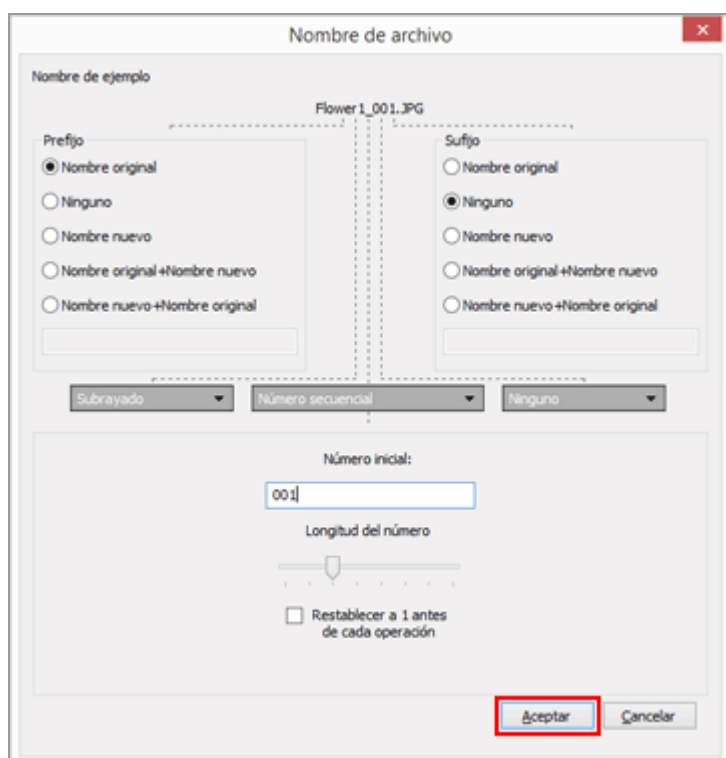 Nombre de archivo
Nombre de ejemplo
Flower1_001.JPG
Prefijo
Nombre original
Ninguno
Nombre nuevo
Nombre original+Nombre nuevo
Nombre nuevo+Nombre original
Sufijo
Nombre original
Ninguno
Nombre nuevo
Nombre original+Nombre nuevo
Nombre nuevo+Nombre original
Subrayado
Número secuencial
Ninguno
Número inicial:
001
Longitud del número
Restablecer a 1 antes
de cada operación
Aceptar
Cancelar